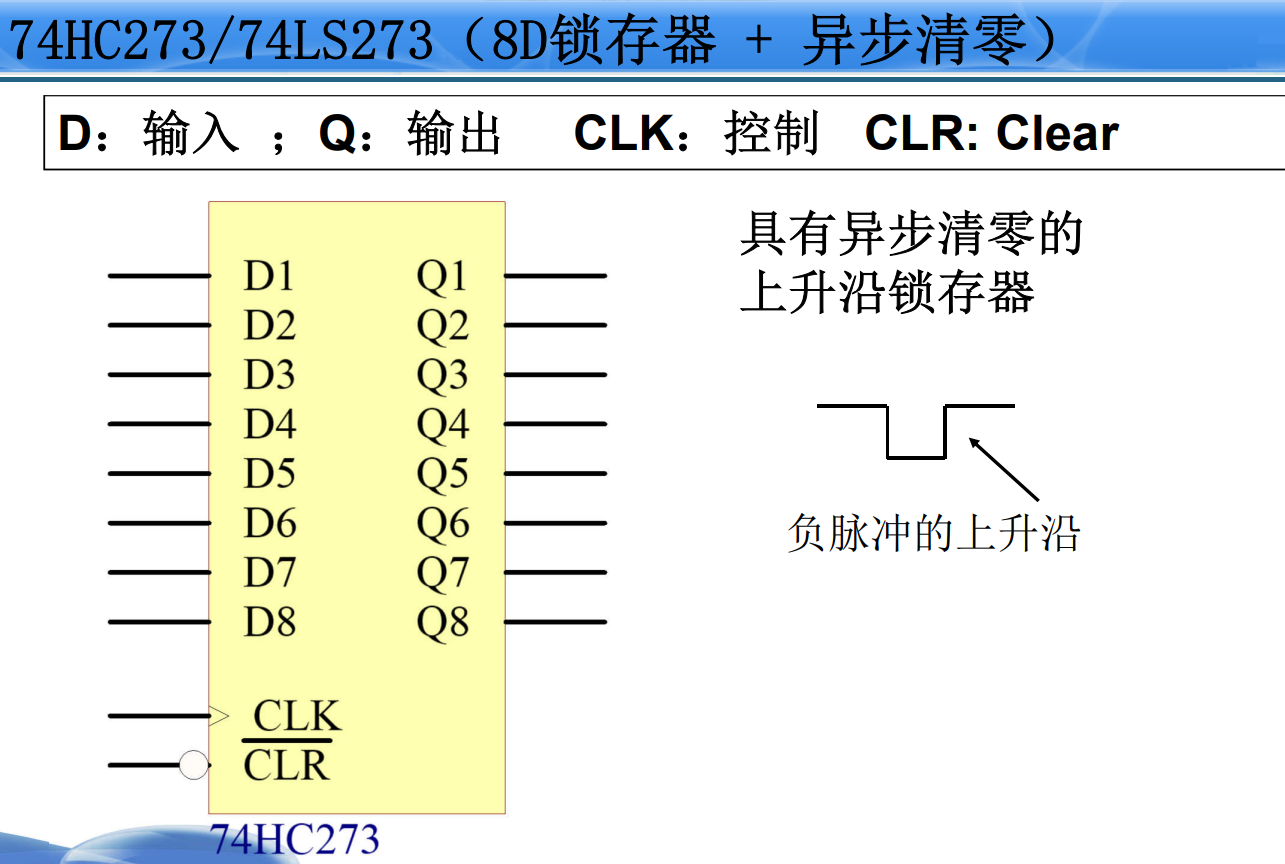 74HC273/74LS273（8D锁存器 + 异步清零）
D：输入 ；Q：输出 CLK：控制 CLR: Clear
具有异步清零的
上升沿锁存器
D1 Q1
D2 Q2
D3 Q3
D4 Q4
D5 Q5
D6 Q6
D7 Q7
D8 Q8
CLK
CLR
负脉冲的上升沿
74HC273